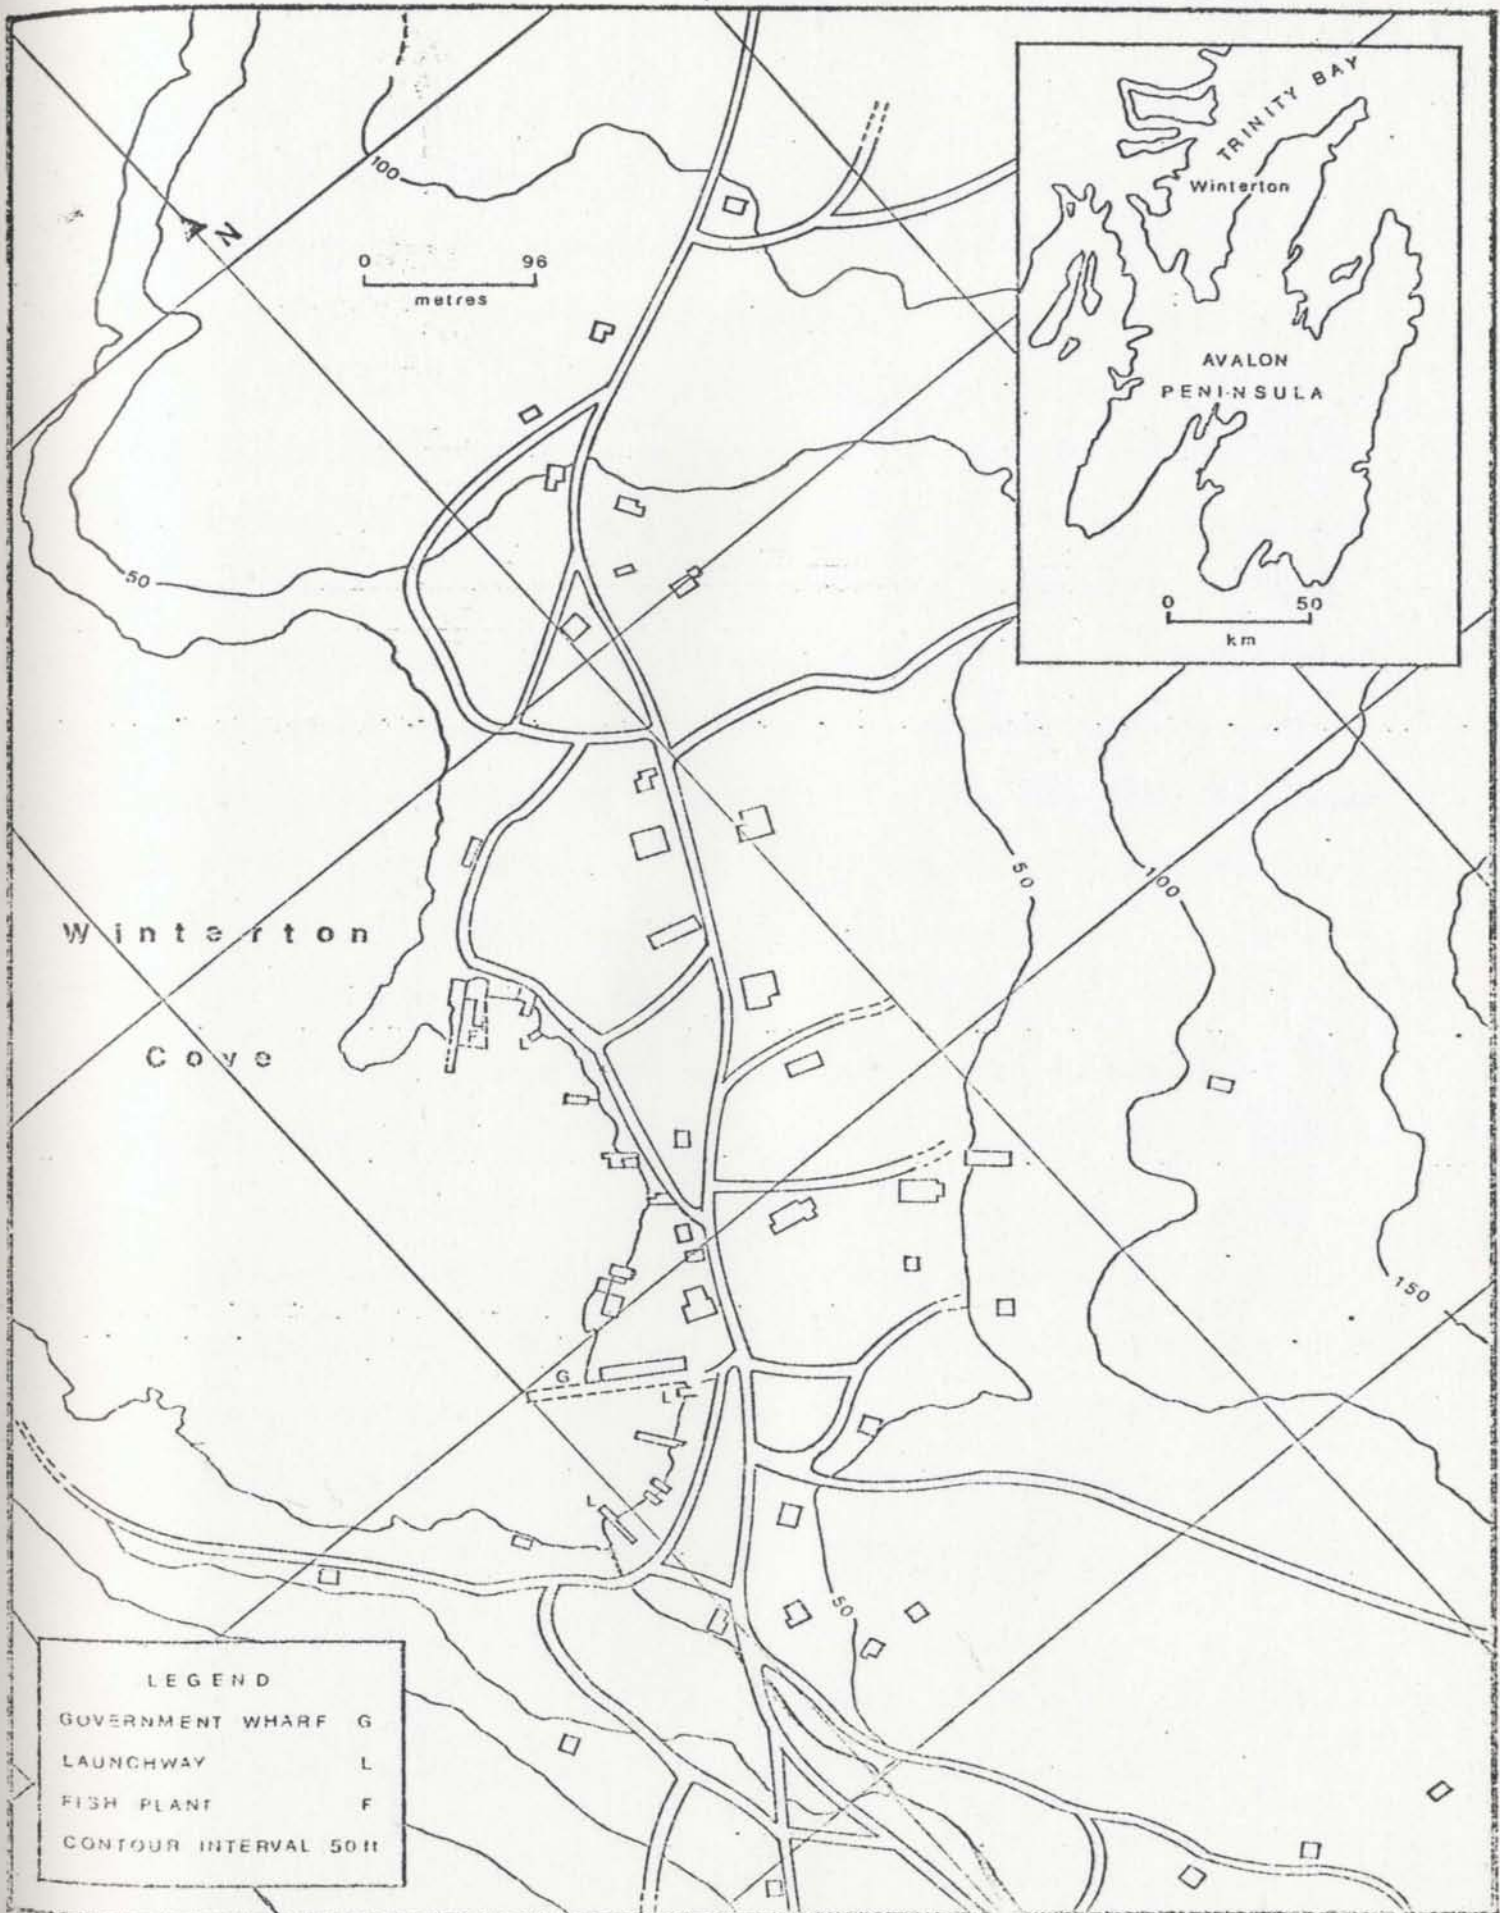 TRINITY BAY
Winterton
AVALON
PENINSULA
0 50
km
N
100
0 96
metres
50
50
100
Winterton
Cove
F
L
150
G
L
L
50
LEGEND
GOVERNMENT WHARF G
LAUNCHWAY L
FISH PLANT F
CONTOUR INTERVAL 50 ft